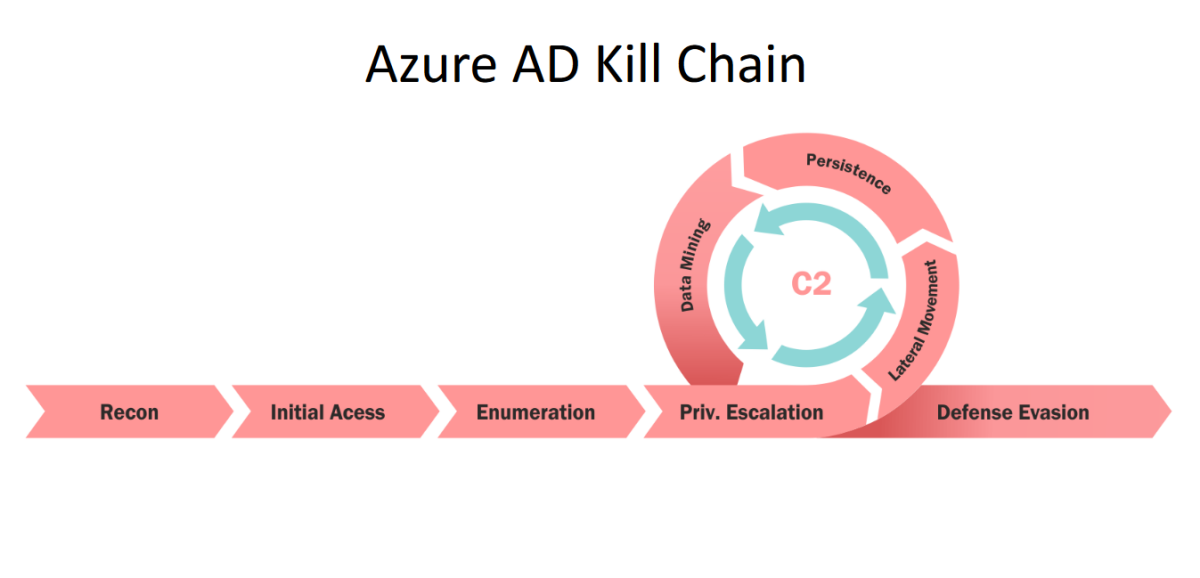 Azure AD Kill Chain
Persistence
Data Mining
C2
Lateral Movement
Recon
Initial Acess
Enumeration
Priv. Escalation
Defense Evasion